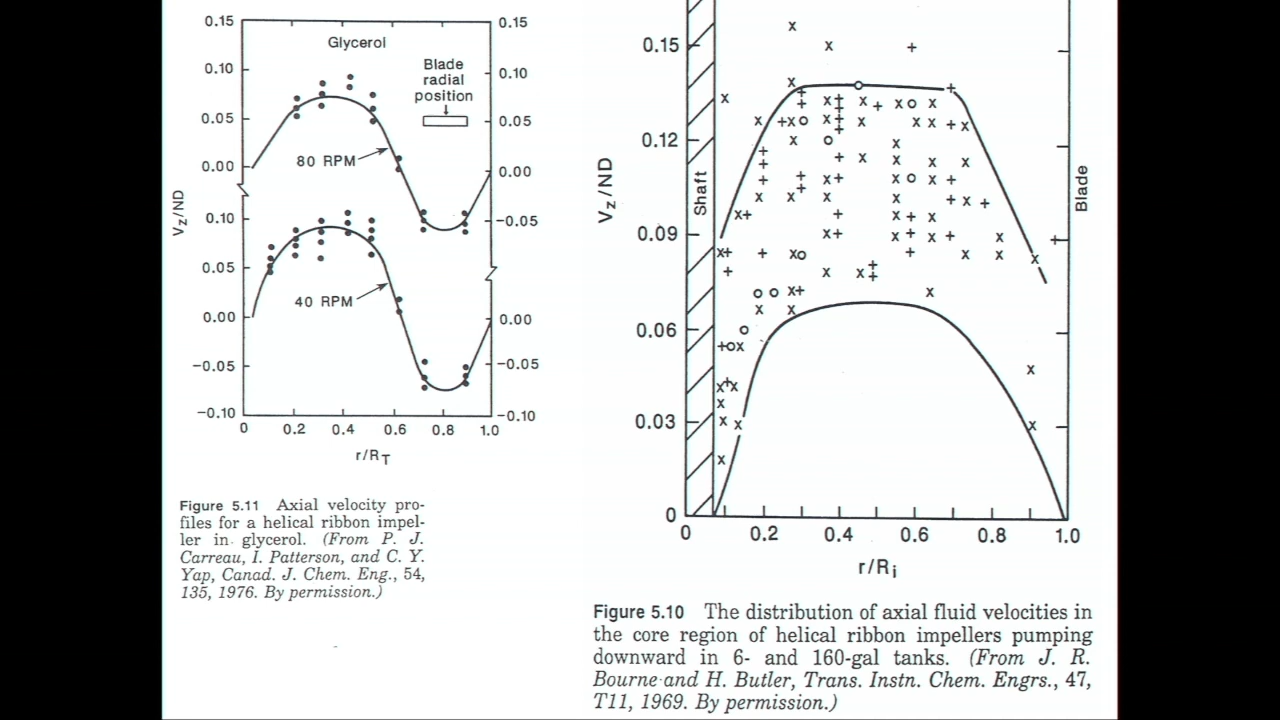 0.15
0.15
Glycerol
0.10
0.10
Blade
radial
position
0.05
0.05
80 RPM
0.00
0.00
0.10
−0.05
V_Z/ND
0.05
40 RPM
0.00
0.00
−0.05
−0.05
−0.10
−0.10
0
0.2
0.4
0.6
0.8
1.0
r/R_T
Figure 5.11 Axial velocity pro-
files for a helical ribbon impel-
ler in glycerol. (From P. J.
Carreau, I. Patterson, and C. Y.
Yap, Canad. J. Chem. Eng., 54,
135, 1976. By permission.)
0.15
0.12
0.09
0.06
0.03
0
V_Z/ND
Shaft
Blade
0
0.2
0.4
0.6
0.8
1.0
r/R_i
Figure 5.10 The distribution of axial fluid velocities in
the core region of helical ribbon impellers pumping
downward in 6- and 160-gal tanks. (From J. R.
Bourne and H. Butler, Trans. Instn. Chem. Engrs., 47,
T11, 1969. By permission.)